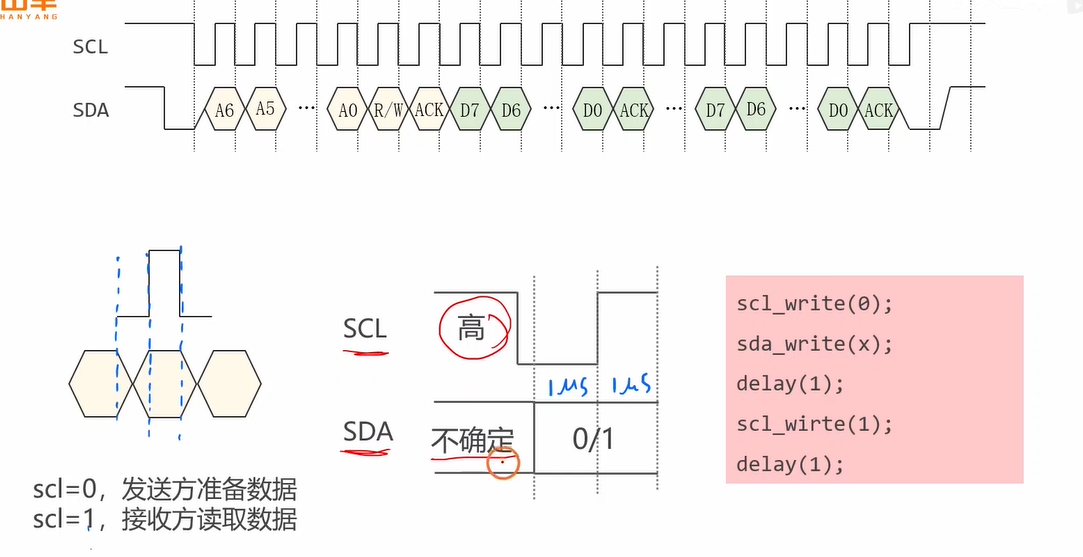 HANYANG
SCL
SDA
A6 A5 ··· A0 R/W ACK D7 D6 ··· D0 ACK ··· D7 D6 ··· D0 ACK
SCL 高
1μs 1μs
SDA 不确定 0/1
scl=0，发送方准备数据
scl=1，接收方读取数据
scl_write(0);
sda_write(x);
delay(1);
scl_wirte(1);
delay(1);